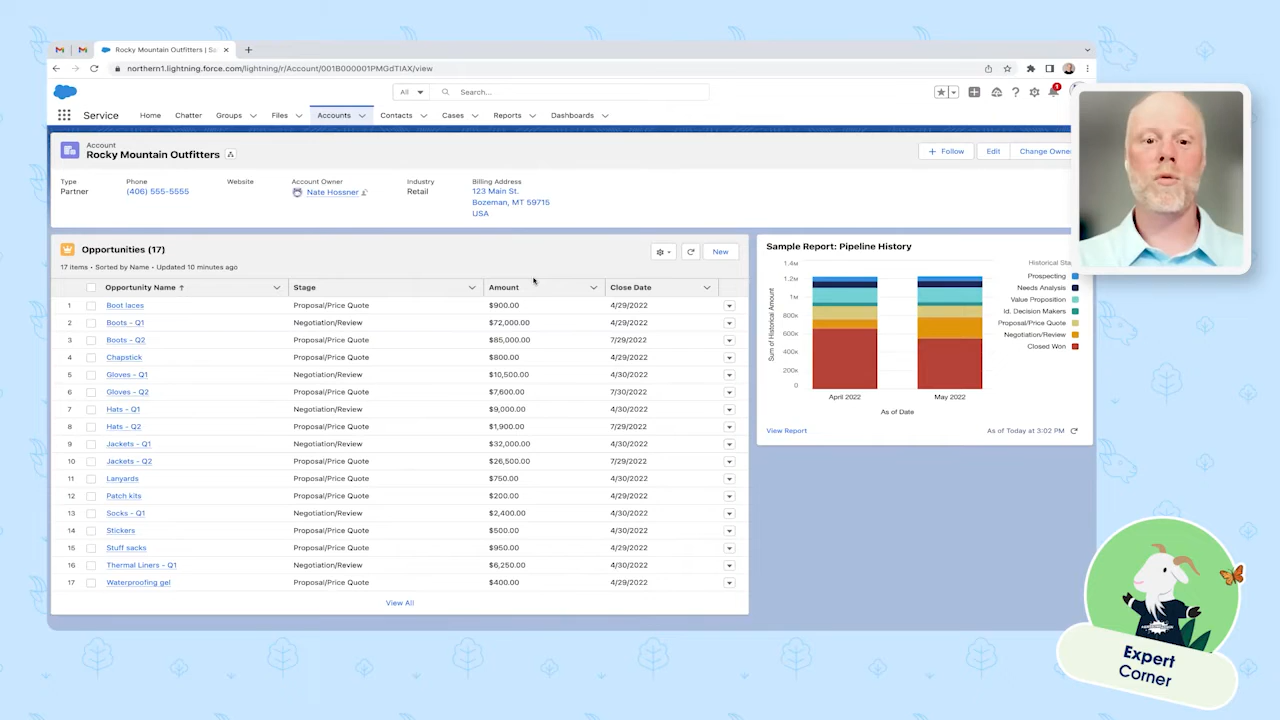 Rocky Mountain Outfitters | Sa
northern1.lightning.force.com/lightning/r/Account/001B000001PMGdTIAX/view
All
Search...
1
Service
Home
Chatter
Groups
Files
Accounts
Contacts
Cases
Reports
Dashboards
Account
Rocky Mountain Outfitters
Follow
Edit
Change Owne
Type
Phone
Website
Account Owner
Industry
Billing Address
Partner
(406) 555-5555
Nate Hossner
Retail
123 Main St.
Bozeman, MT 59715
USA
Opportunities (17)
New
17 items • Sorted by Name • Updated 10 minutes ago
Opportunity Name ↑ Stage Amount Close Date
1 Boot laces Proposal/Price Quote $900.00 4/29/2022
2 Boots - Q1 Negotiation/Review $72,000.00 4/29/2022
3 Boots - Q2 Proposal/Price Quote $85,000.00 7/29/2022
4 Chapstick Proposal/Price Quote $800.00 4/29/2022
5 Gloves - Q1 Negotiation/Review $10,500.00 4/30/2022
6 Gloves - Q2 Proposal/Price Quote $7,600.00 7/30/2022
7 Hats - Q1 Negotiation/Review $9,000.00 4/30/2022
8 Hats - Q2 Proposal/Price Quote $1,900.00 7/29/2022
9 Jackets - Q1 Negotiation/Review $32,000.00 4/30/2022
10 Jackets - Q2 Proposal/Price Quote $26,500.00 7/29/2022
11 Lanyards Proposal/Price Quote $750.00 4/30/2022
12 Patch kits Proposal/Price Quote $200.00 4/29/2022
13 Socks - Q1 Negotiation/Review $2,400.00 4/30/2022
14 Stickers Proposal/Price Quote $500.00 4/30/2022
15 Stuff sacks Proposal/Price Quote $950.00 4/29/2022
16 Thermal Liners - Q1 Negotiation/Review $6,250.00 4/30/2022
17 Waterproofing gel Proposal/Price Quote $400.00 4/29/2022
View All
Sample Report: Pipeline History
Historical Sta
Prospecting
Needs Analysis
Value Proposition
Id. Decision Makers
Proposal/Price Quote
Negotiation/Review
Closed Won
Sum of Historical Amount
1.4m
1.2m
1m
800k
600k
400k
200k
0
April 2022
May 2022
As of Date
View Report
As of Today at 3:02 PM
Expert
Corner